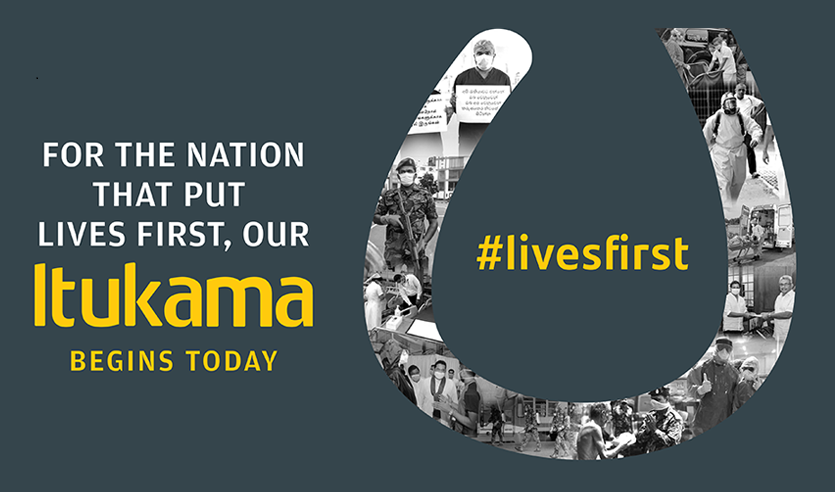 FOR THE NATION
THAT PUT
LIVES FIRST, OUR
Itukama
BEGINS TODAY
#livesfirst